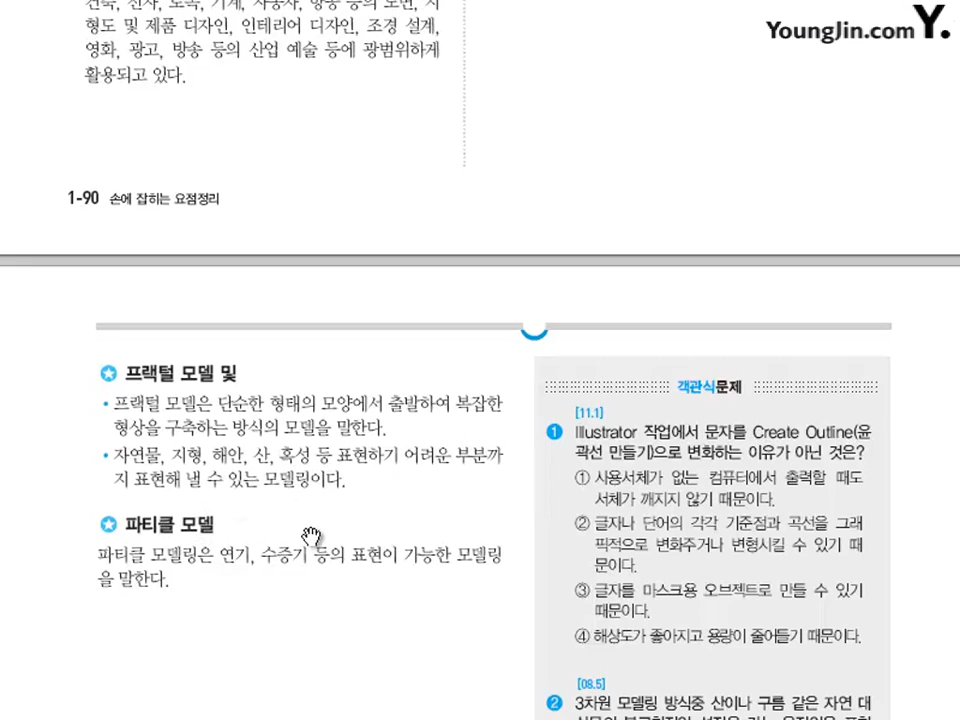 형도 및 제품 디자인, 인테리어 디자인, 조경 설계,
영화, 광고, 방송 등의 산업 예술 등에 광범위하게
활용되고 있다.
YoungJin.com Y.
1-90 손에 잡히는 요점정리
프랙털 모델 및
• 프랙털 모델은 단순한 형태의 모양에서 출발하여 복잡한
형상을 구축하는 방식의 모델을 말한다.
• 자연물, 지형, 해안, 산, 혹성 등 표현하기 어려운 부분까
지 표현해 낼 수 있는 모델링이다.
파티클 모델
파티클 모델링은 연기, 수증기 등의 표현이 가능한 모델링
을 말한다.
객관식문제
[11.1]
1 Illustrator 작업에서 문자를 Create Outline(윤
곽선 만들기)으로 변화하는 이유가 아닌 것은?
① 사용서체가 없는 컴퓨터에서 출력할 때도
서체가 깨지지 않기 때문이다.
② 글자나 단어의 각각 기준점과 곡선을 그래
픽적으로 변화주거나 변형시킬 수 있기 때
문이다.
③ 글자를 마스크용 오브젝트로 만들 수 있기
때문이다.
④ 해상도가 좋아지고 용량이 줄어들기 때문이다.
[08.5]
2 3차원 모델링 방식중 산이나 구름 같은 자연 대